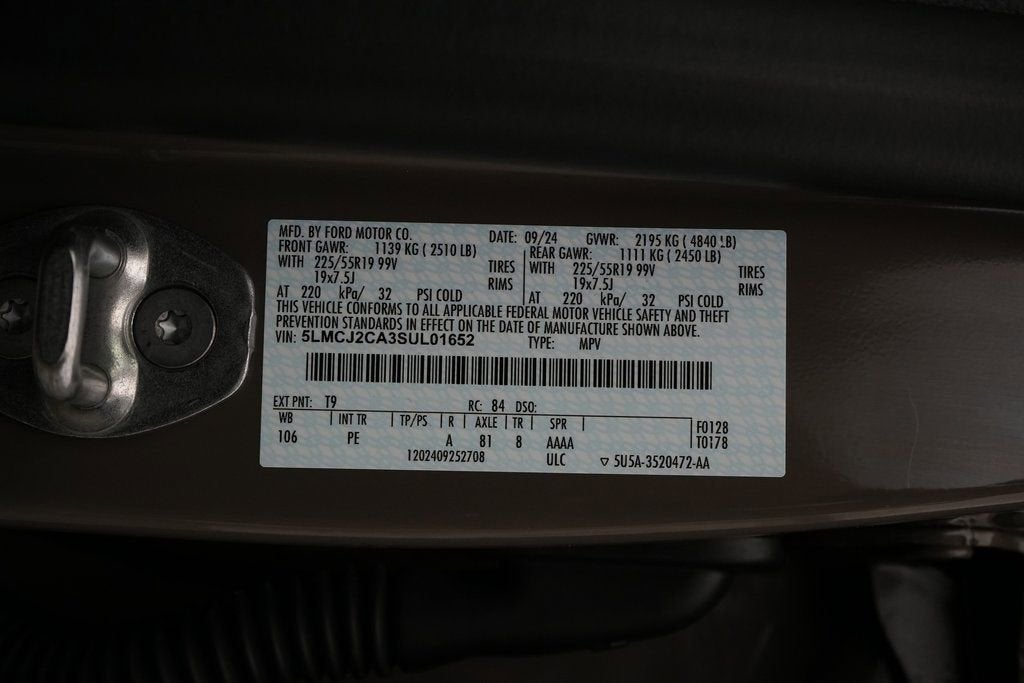 MFD. BY FORD MOTOR CO. DATE: 09/24 GVWR: 2195 KG ( 4840 LB)
FRONT GAWR: 1139 KG ( 2510 LB) REAR GAWR: 1111 KG ( 2450 LB)
WITH 225/55R19 99V TIRES WITH 225/55R19 99V TIRES
19x7.5J RIMS 19x7.5J RIMS
AT 220 kPa/ 32 PSI COLD AT 220 kPa/ 32 PSI COLD
THIS VEHICLE CONFORMS TO ALL APPLICABLE FEDERAL MOTOR VEHICLE SAFETY AND THEFT
PREVENTION STANDARDS IN EFFECT ON THE DATE OF MANUFACTURE SHOWN ABOVE.
VIN: 5LMCJ2CA3SUL01652 TYPE: MPV
EXT PNT: T9 RC: 84 DSO:
WB | INT TR | TP/PS | R | AXLE | TR | SPR | F0128
106 PE A 81 8 AAAA T0178
1202409252708 ULC ▽ 5U5A-3520472-AA